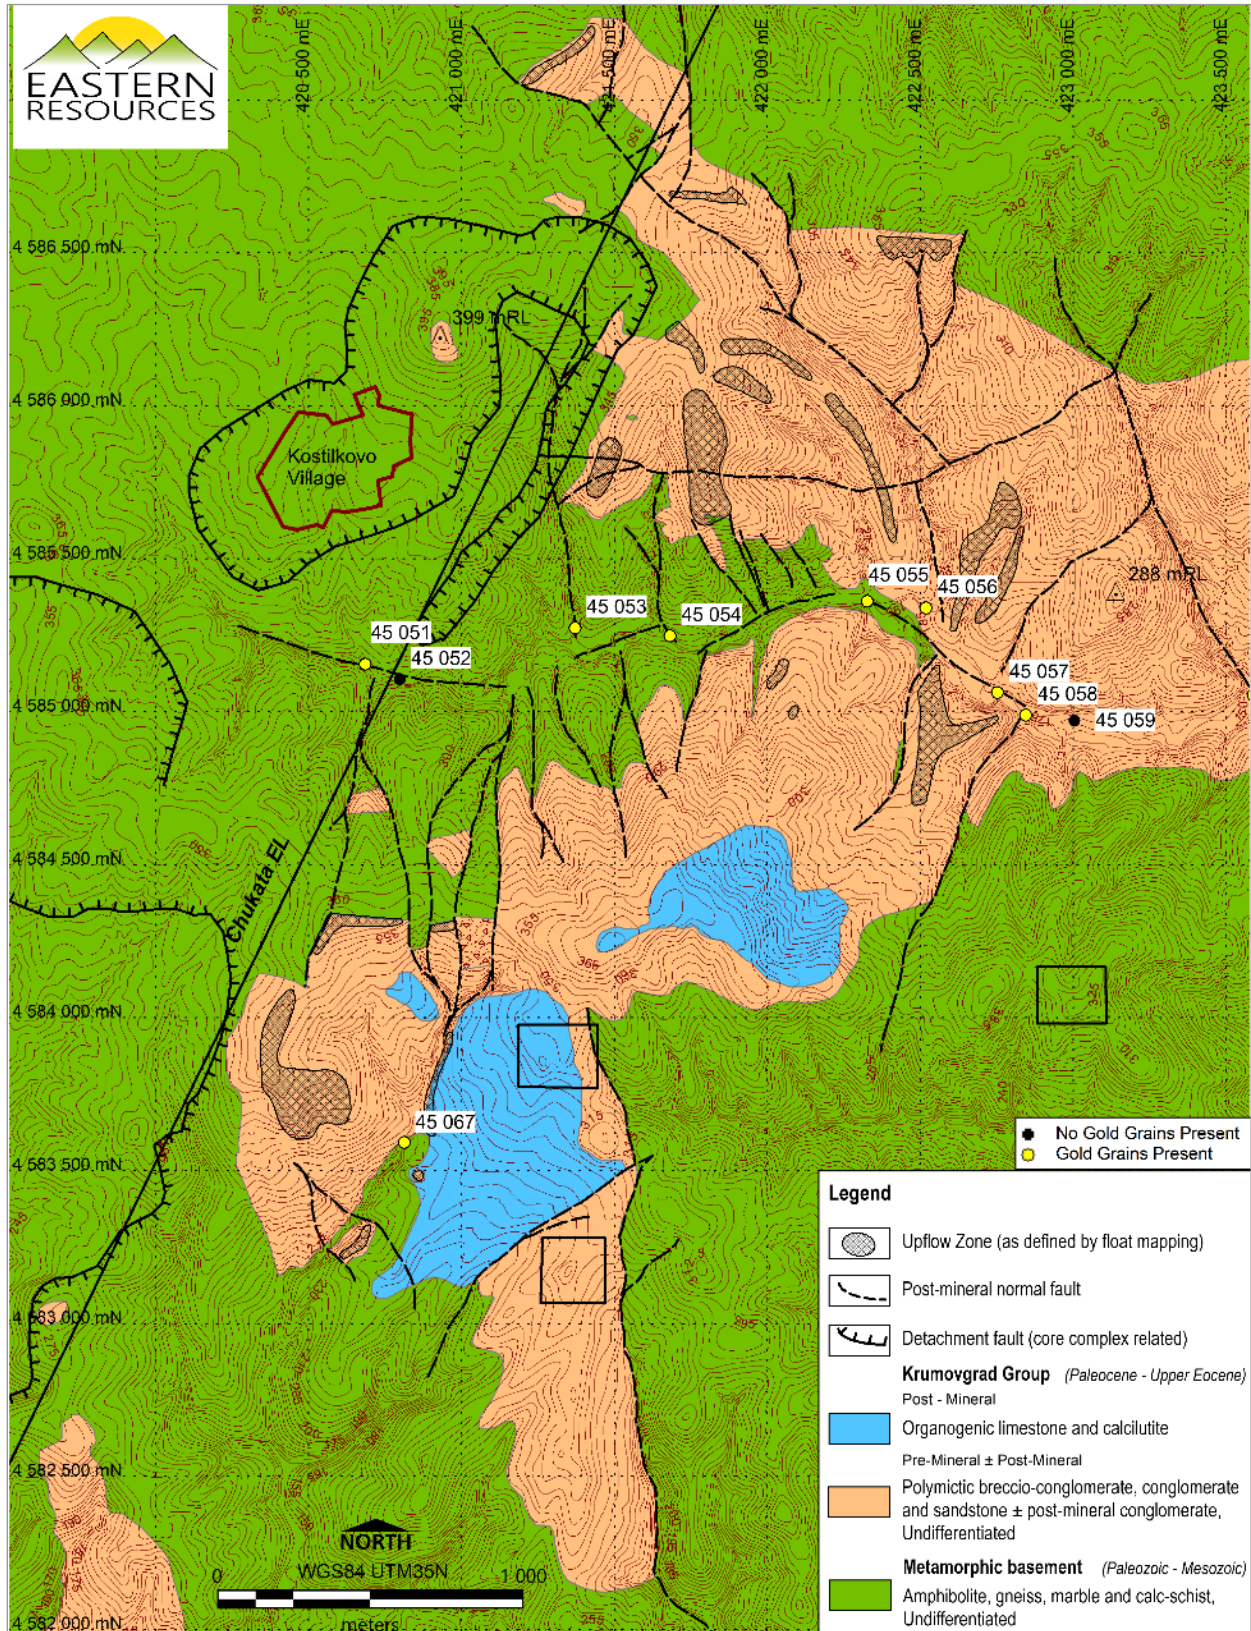 EASTERN
RESOURCES
420 500 mE
421 000 mE
421 500 mE
422 000 mE
422 500 mE
423 000 mE
423 500 mE
4 586 500 mN
399 mRL
4 586 000 mN
Kostilkovo
Village
4 585 500 mN
288 mRL
45 055
45 056
45 053
45 054
45 051
45 052
45 057
45 058
45 059
4 585 000 mN
4 584 500 mN
Chukata EL
4 584 000 mN
45 067
4 583 500 mN
No Gold Grains Present
Gold Grains Present
4 583 000 mN
4 582 500 mN
4 582 000 mN
NORTH
WGS84 UTM35N
0 1 000
meters
Legend
Upflow Zone (as defined by float mapping)
Post-mineral normal fault
Detachment fault (core complex related)
Krumovgrad Group (Paleocene - Upper Eocene)
Post - Mineral
Organogenic limestone and calcilutite
Pre-Mineral ± Post-Mineral
Polymictic breccio-conglomerate, conglomerate
and sandstone ± post-mineral conglomerate,
Undifferentiated
Metamorphic basement (Paleozoic - Mesozoic)
Amphibolite, gneiss, marble and calc-schist,
Undifferentiated